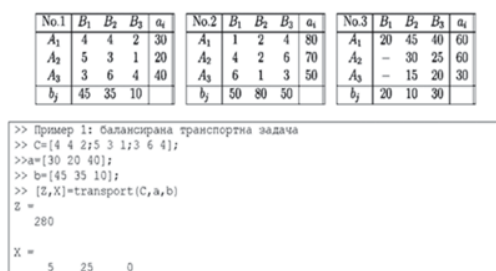 No.1 B₁ B₂ B₃ aᵢ
A₁ 4 4 2 30
A₂ 5 3 1 20
A₃ 3 6 4 40
bⱼ 45 35 10
No.2 B₁ B₂ B₃ aᵢ
A₁ 1 2 4 80
A₂ 4 2 6 70
A₃ 6 1 3 50
bⱼ 50 80 50
No.3 B₁ B₂ B₃ aᵢ
A₁ 20 45 40 60
A₂ − 30 25 60
A₃ − 15 20 30
bⱼ 20 10 30
>> Пример 1: балансирана транспортна задача
>> C=[4 4 2;5 3 1;3 6 4];
>>a=[30 20 40];
>> b=[45 35 10];
>> [Z,X]=transport(C,a,b)
Z =
280
X =
5 25 0